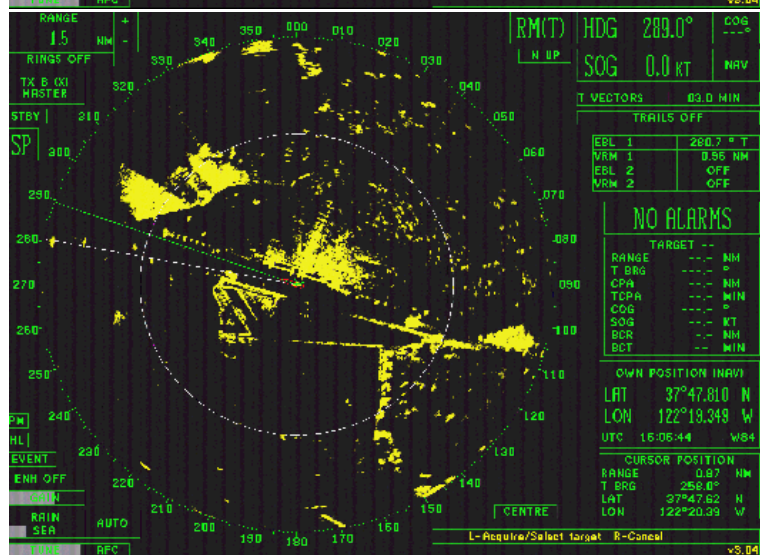 v3.04
RANGE
1.5 NM
+
-
RINGS OFF
TX B (X)
MASTER
STBY
SP
000
010
020
030
040
050
060
070
080
090
100
110
120
130
140
150
160
170
180
190
200
210
220
230
240
250
260
270
280
290
300
310
320
330
340
350
HL
EVENT
ENH OFF
GAIN
RAIN
SEA
AUTO
TUNE AFC
CENTRE
RM(T)
N UP
HDG 289.0°
COG
---°
SOG 0.0 KT
NAV
T VECTORS 03.0 MIN
TRAILS OFF
EBL 1 280.7 ° T
VRM 1 0.96 NM
EBL 2 OFF
VRM 2 OFF
NO ALARMS
TARGET --
RANGE --.- NM
T BRG ---.- °
CPA --.- NM
TCPA --.- MIN
COG ---.- °
SOG --.- KT
BCR --.- NM
BCT --.- MIN
OWN POSITION (NAV)
LAT 37°47.810 N
LON 122°19.349 W
UTC 16:06:44 W84
CURSOR POSITION
RANGE 0.87 NM
T BRG 258.0°
LAT 37°47.62 N
LON 122°20.39 W
L-Acquire/Select target R-Cancel
v3.04